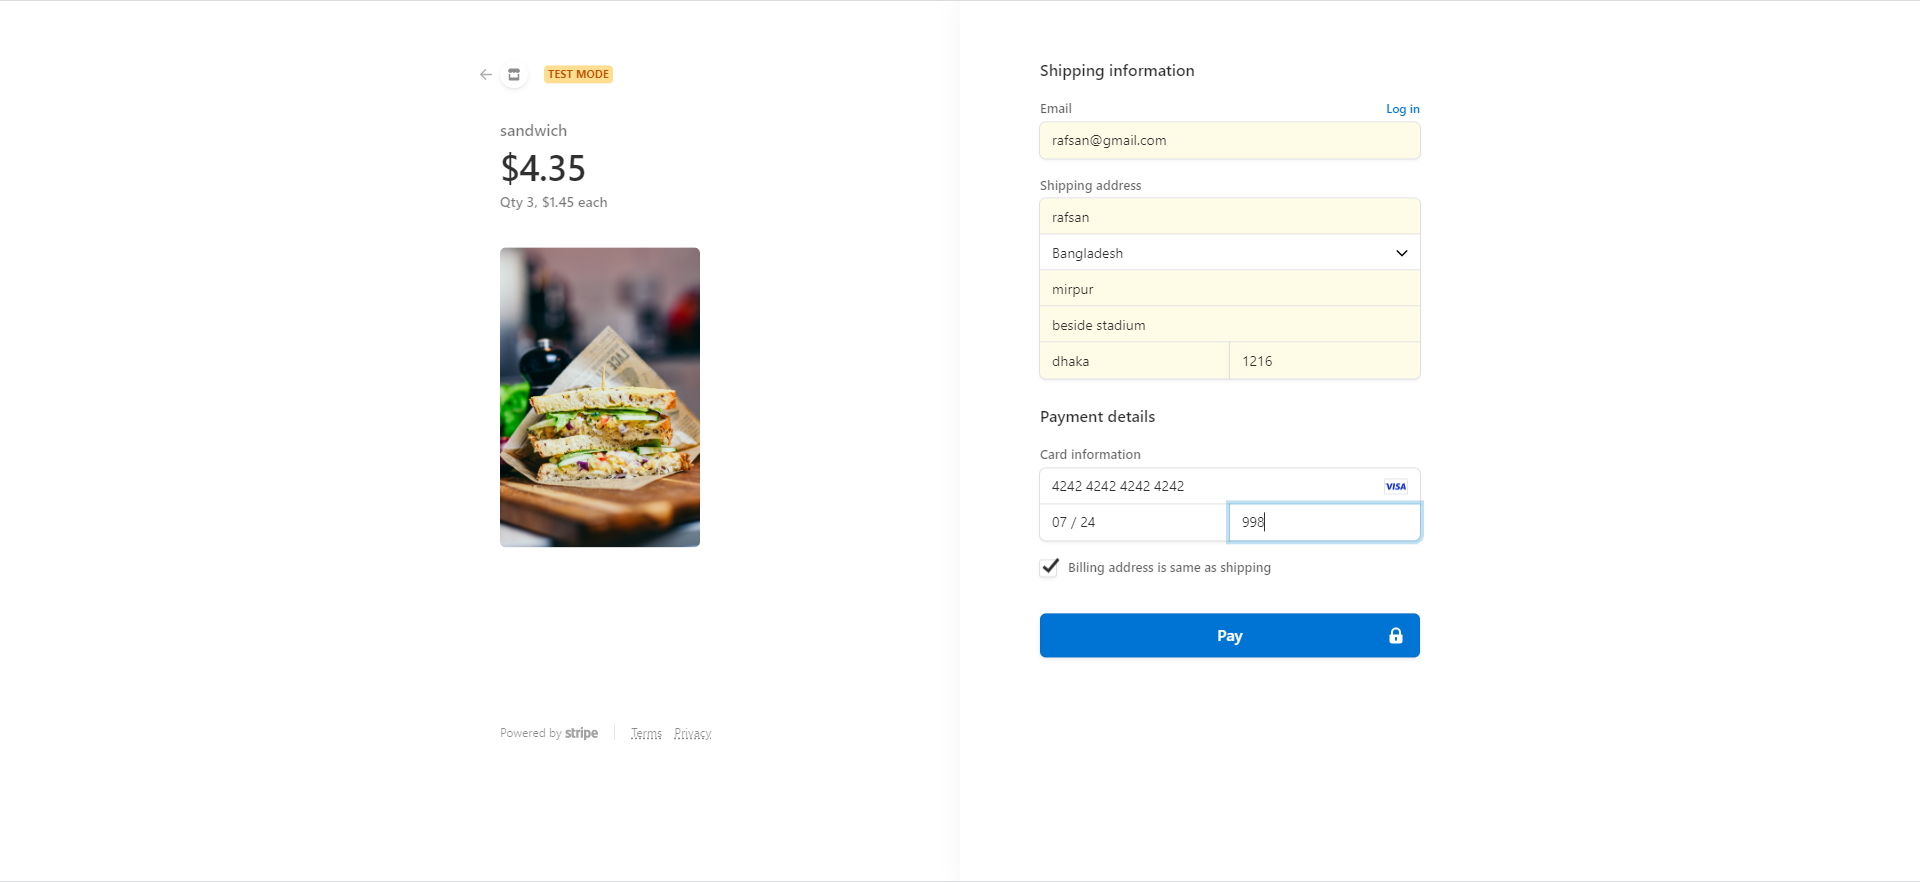 TEST MODE
sandwich
$4.35
Qty 3, $1.45 each
Powered by stripe
Terms Privacy
Shipping information
Email Log in
rafsan@gmail.com
Shipping address
rafsan
Bangladesh
mirpur
beside stadium
dhaka 1216
Payment details
Card information
4242 4242 4242 4242 VISA
07 / 24 998
Billing address is same as shipping
Pay